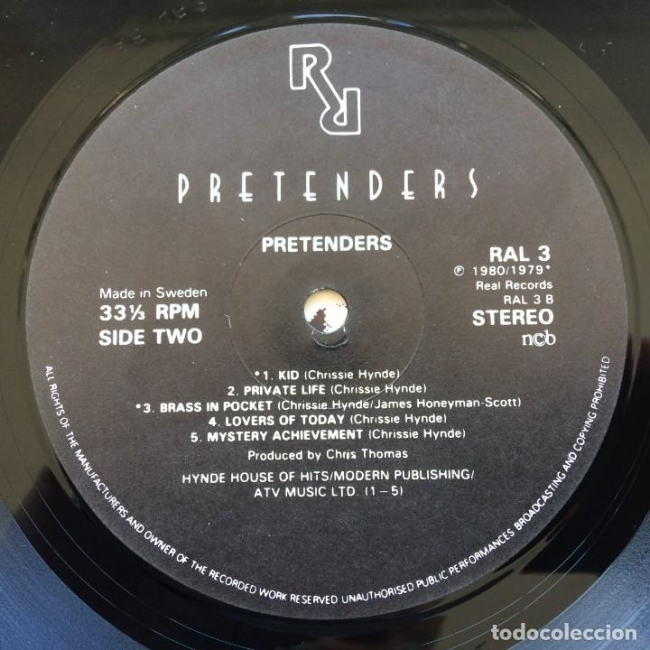 PRETENDERS
PRETENDERS
RAL 3
℗ 1980/1979*
Real Records
RAL 3 B
STEREO
n©b
Made in Sweden
33⅓ RPM
SIDE TWO
*1. KID (Chrissie Hynde)
2. PRIVATE LIFE (Chrissie Hynde)
*3. BRASS IN POCKET (Chrissie Hynde/James Honeyman-Scott)
4. LOVERS OF TODAY (Chrissie Hynde)
5. MYSTERY ACHIEVEMENT (Chrissie Hynde)
Produced by Chris Thomas
HYNDE HOUSE OF HITS/MODERN PUBLISHING/
ATV MUSIC LTD. (1–5)
ALL RIGHTS OF THE MANUFACTURERS AND OWNER OF THE RECORDED WORK RESERVED UNAUTHORISED PUBLIC PERFORMANCES BROADCASTING AND COPYING PROHIBITED
todocoleccion